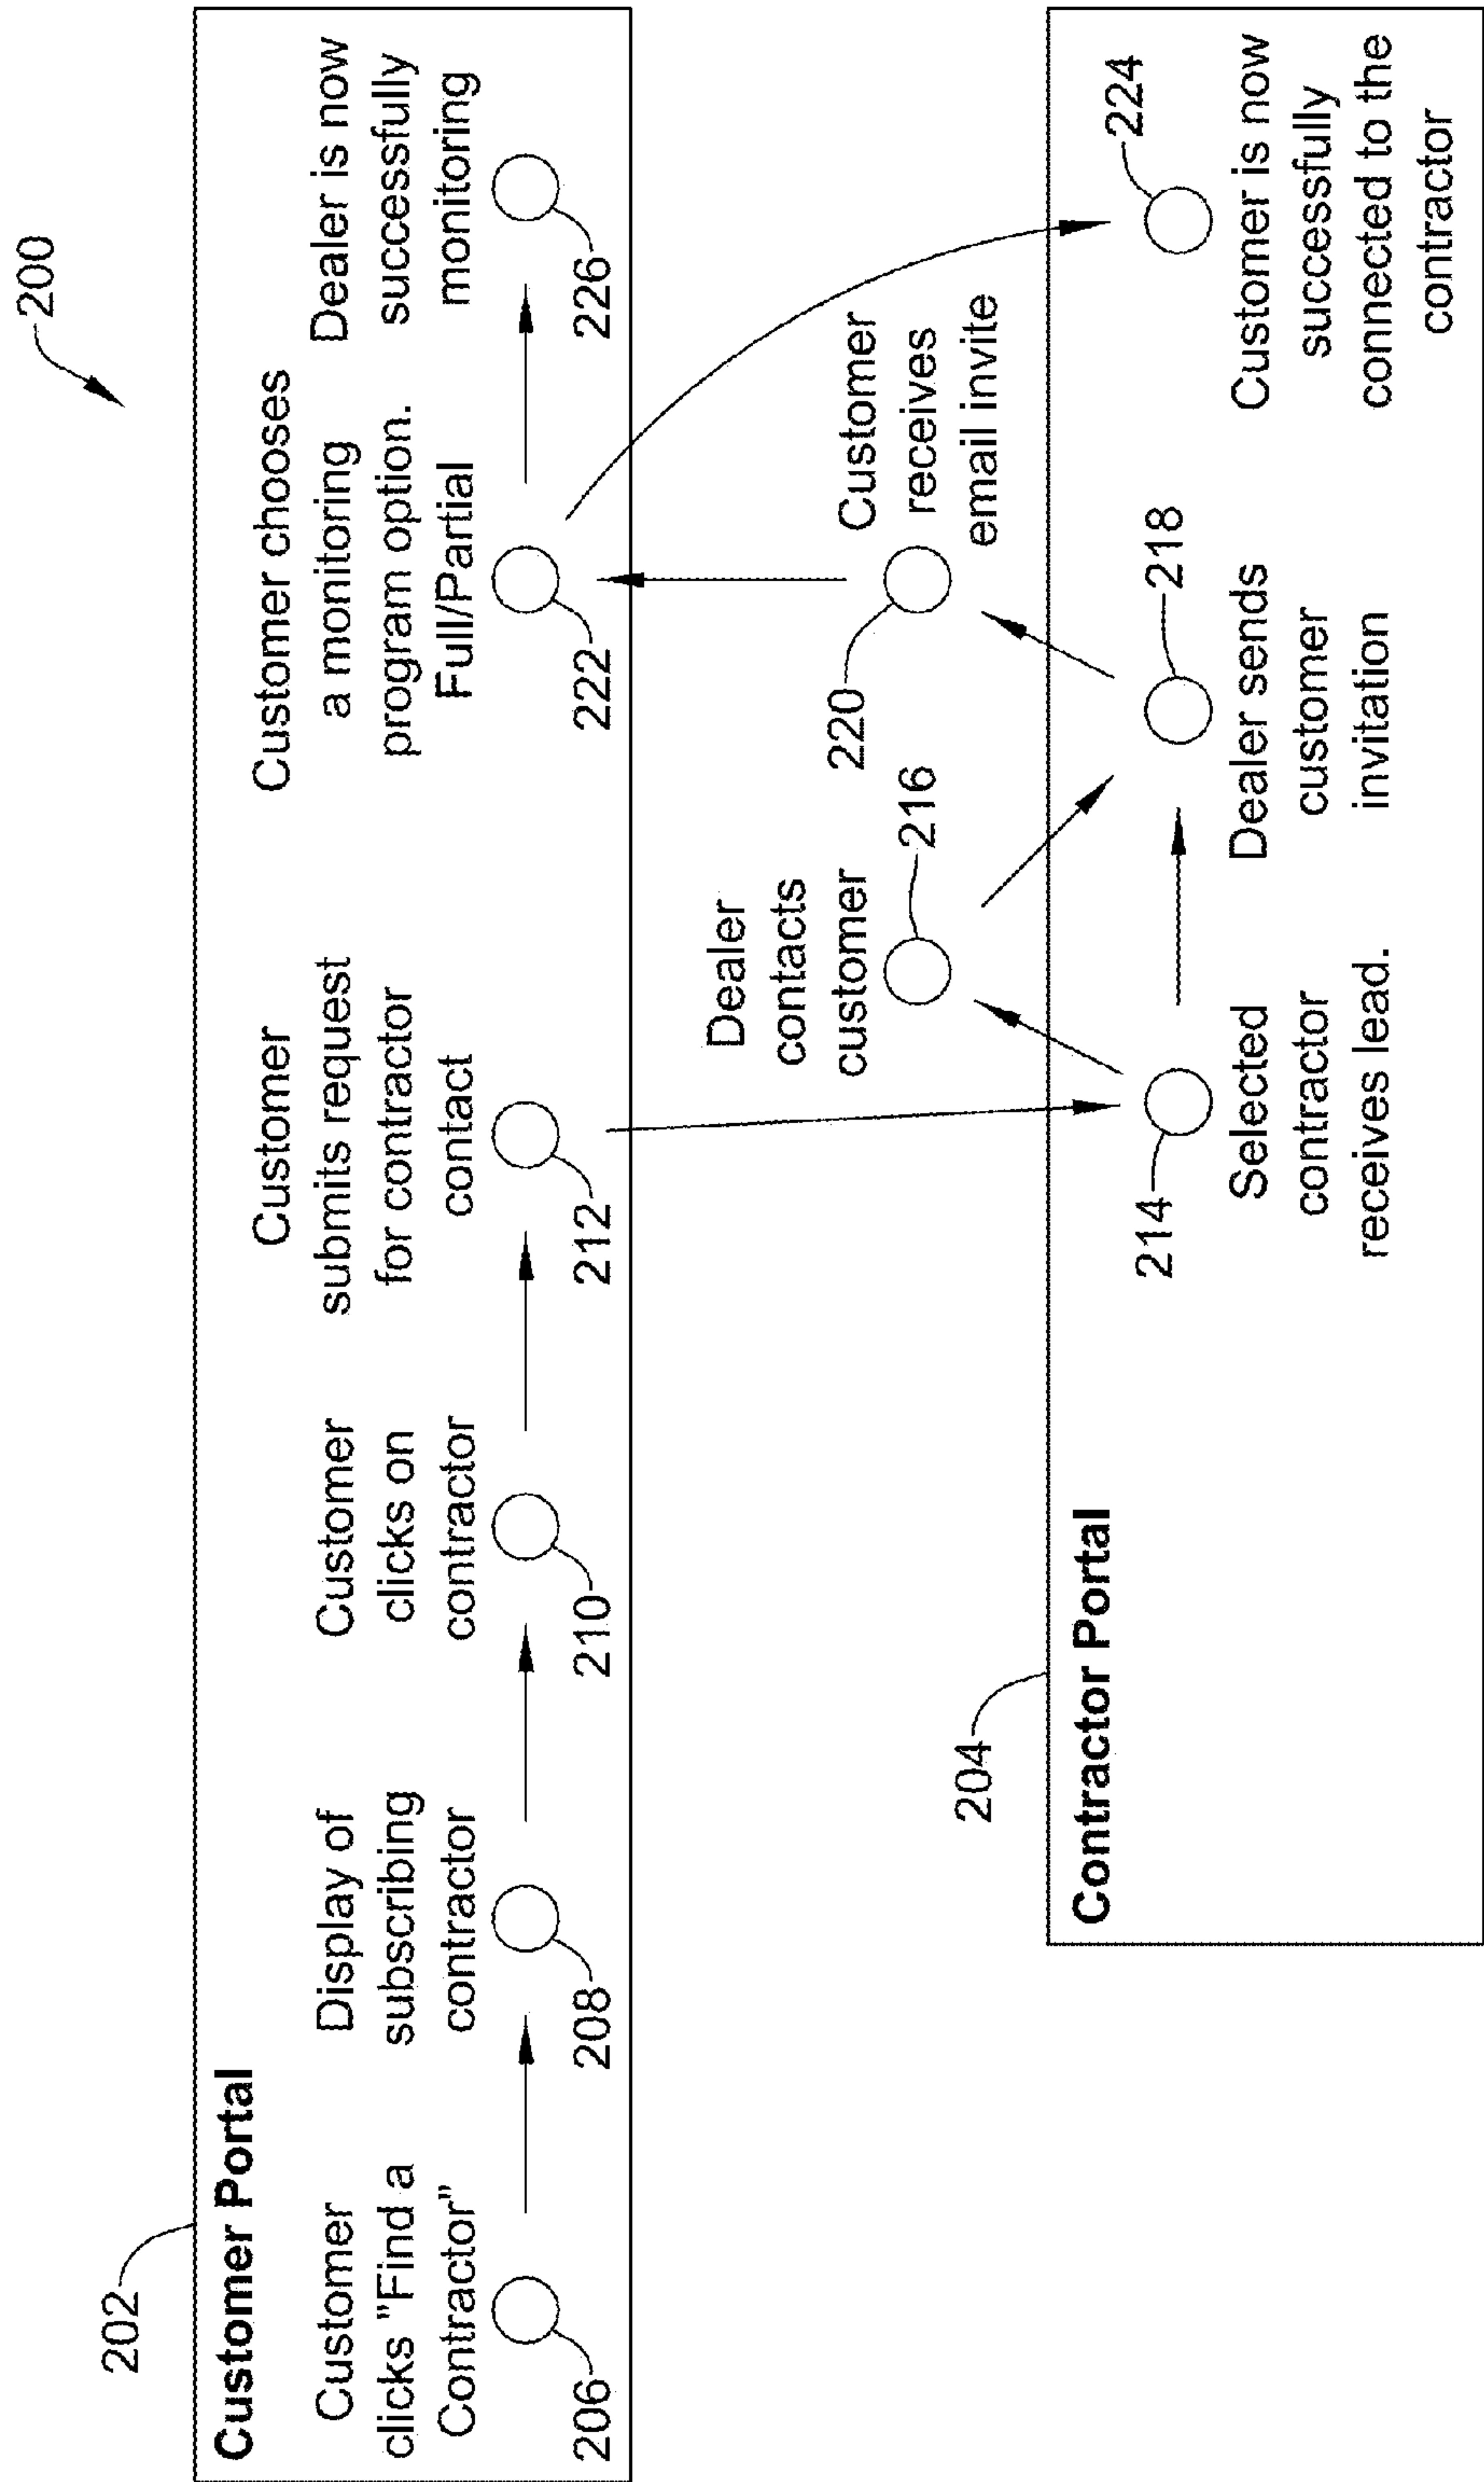 200
202
Customer Portal
Customer
clicks "Find a
Contractor"
206
Display of
subscribing
contractor
208
Customer
clicks on
contractor
210
Customer
submits request
for contractor
contact
212
Customer chooses
a monitoring
program option.
Full/Partial
222
Dealer is now
successfully
monitoring
226
Dealer
contacts
customer
216
Customer
receives
email invite
220
204
Contractor Portal
214
Selected
contractor
receives lead.
218
Dealer sends
customer
invitation
224
Customer is now
successfully
connected to the
contractor